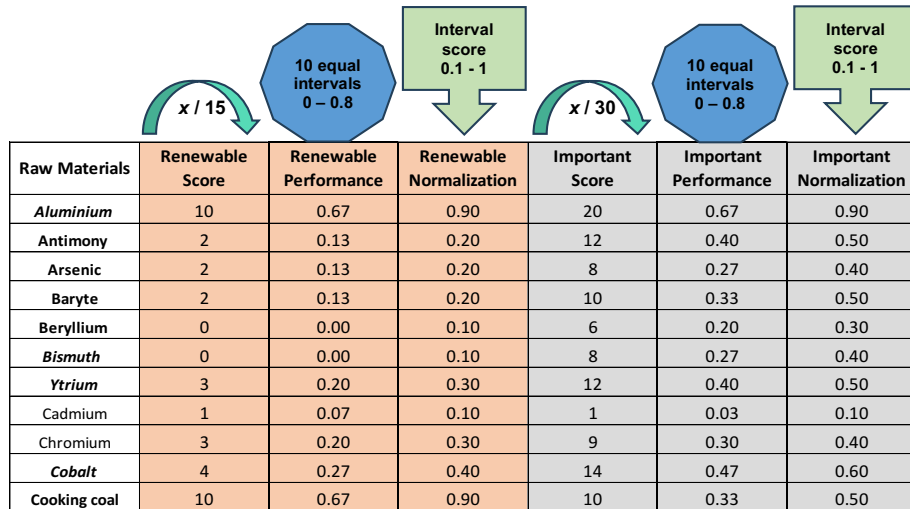 x / 15
10 equal
intervals
0 – 0.8
Interval
score
0.1 - 1
x / 30
10 equal
intervals
0 – 0.8
Interval
score
0.1 - 1
Raw Materials Renewable Score Renewable Performance Renewable Normalization Important Score Important Performance Important Normalization
Aluminium 10 0.67 0.90 20 0.67 0.90
Antimony 2 0.13 0.20 12 0.40 0.50
Arsenic 2 0.13 0.20 8 0.27 0.40
Baryte 2 0.13 0.20 10 0.33 0.50
Beryllium 0 0.00 0.10 6 0.20 0.30
Bismuth 0 0.00 0.10 8 0.27 0.40
Ytrium 3 0.20 0.30 12 0.40 0.50
Cadmium 1 0.07 0.10 1 0.03 0.10
Chromium 3 0.20 0.30 9 0.30 0.40
Cobalt 4 0.27 0.40 14 0.47 0.60
Cooking coal 10 0.67 0.90 10 0.33 0.50